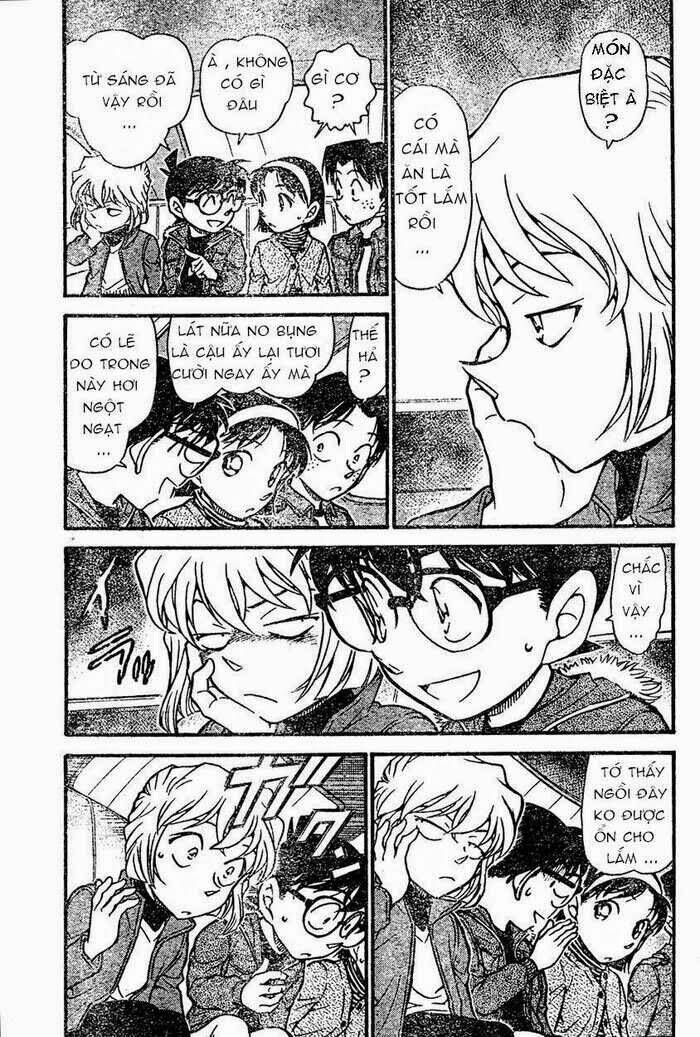 MÓN
ĐẶC
BIỆT À
?
CÓ
CÁI MÀ
ĂN LÀ
TỐT LẮM
RỒI
...
GÌ CƠ
?
À , KHÔNG
CÓ GÌ
ĐÂU
TỪ SÁNG ĐÃ
VẬY RỒI
...
THẾ
HẢ
?
LÁT NỮA NO BỤNG
LÀ CẬU ẤY LẠI TƯƠI
CƯỜI NGAY ẤY MÀ
CÓ LẼ
DO TRONG
NÀY HƠI
NGỘT
NGẠT
...
CHẮC
VÌ
VẬY ...
TỚ THẤY
NGỒI ĐÂY
KO ĐƯỢC
ỔN CHO
LẮM ...
ガタ